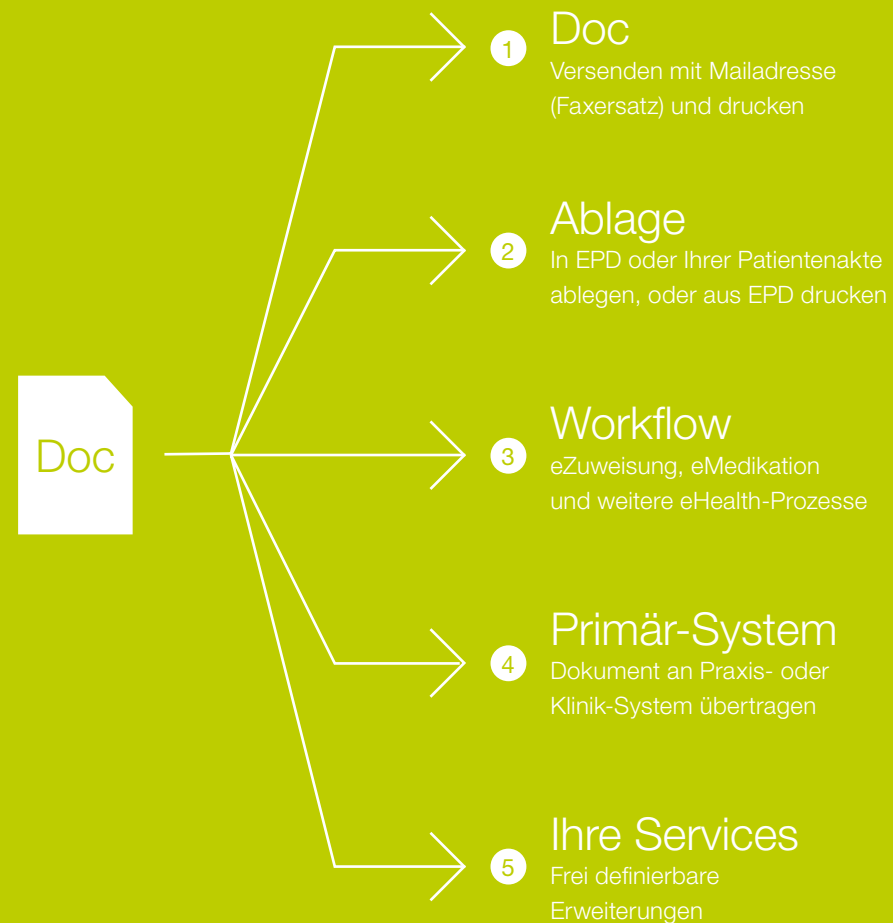 Doc
1
Doc
Versenden mit Mailadresse
(Faxersatz) und drucken
2
Ablage
In EPD oder Ihrer Patientenakte
ablegen, oder aus EPD drucken
3
Workflow
eZuweisung, eMedikation
und weitere eHealth-Prozesse
4
Primär-System
Dokument an Praxis- oder
Klinik-System übertragen
5
Ihre Services
Frei definierbare
Erweiterungen